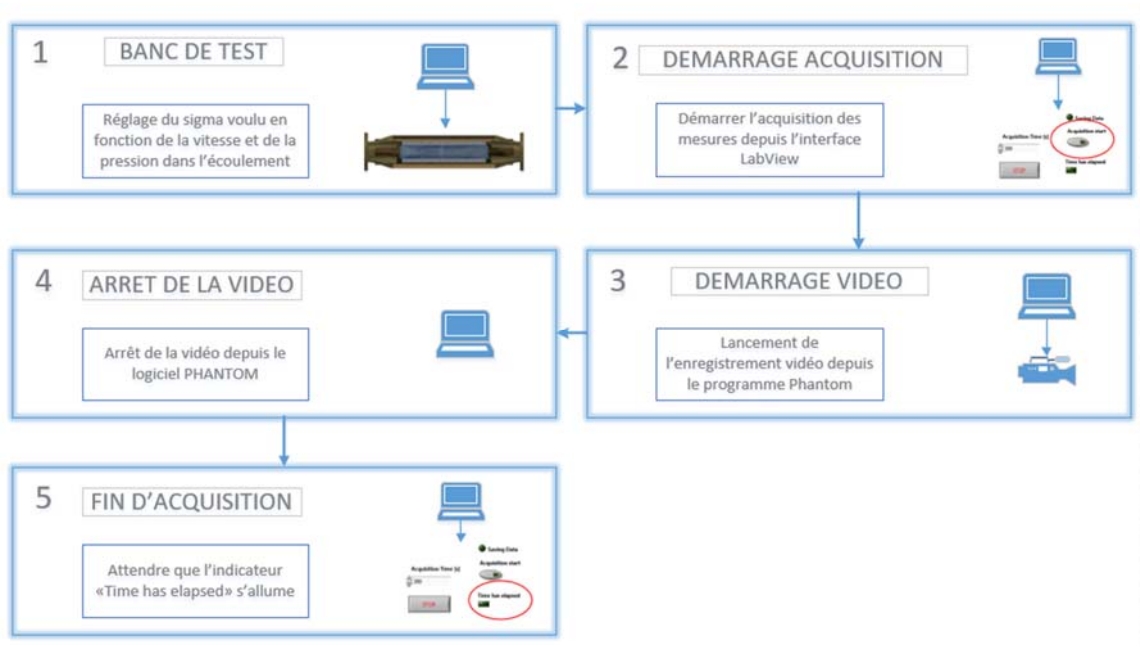 1
BANC DE TEST
Réglage du sigma voulu en
fonction de la vitesse et de la
pression dans l'écoulement
2
DEMARRAGE ACQUISITION
Démarrer l'acquisition des
mesures depuis l'interface
LabView
Saving Data
Acquisition Time [s]
Acquisition start
STOP
Time has elapsed
4
ARRET DE LA VIDEO
Arrêt de la vidéo depuis le
logiciel PHANTOM
3
DEMARRAGE VIDEO
Lancement de
l'enregistrement vidéo depuis
le programme Phantom
5
FIN D'ACQUISITION
Attendre que l'indicateur
«Time has elapsed» s'allume
Saving Data
Acquisition Time [s]
Acquisition start
STOP
Time has elapsed